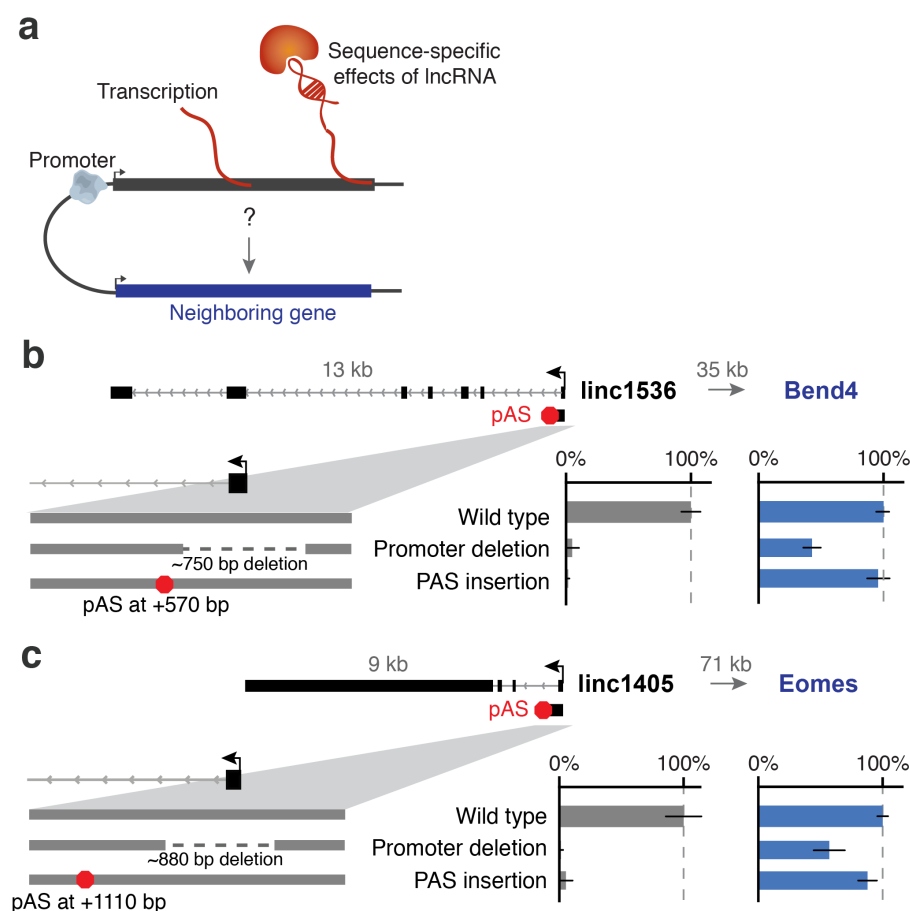 a
Sequence-specific
effects of lncRNA
Transcription
Promoter
?
Neighboring gene
b
13 kb
35 kb
linc1536
Bend4
pAS
0%
100%
0%
100%
Wild type
Promoter deletion
~750 bp deletion
PAS insertion
pAS at +570 bp
c
9 kb
71 kb
linc1405
Eomes
pAS
0%
100%
0%
100%
Wild type
Promoter deletion
~880 bp deletion
PAS insertion
pAS at +1110 bp